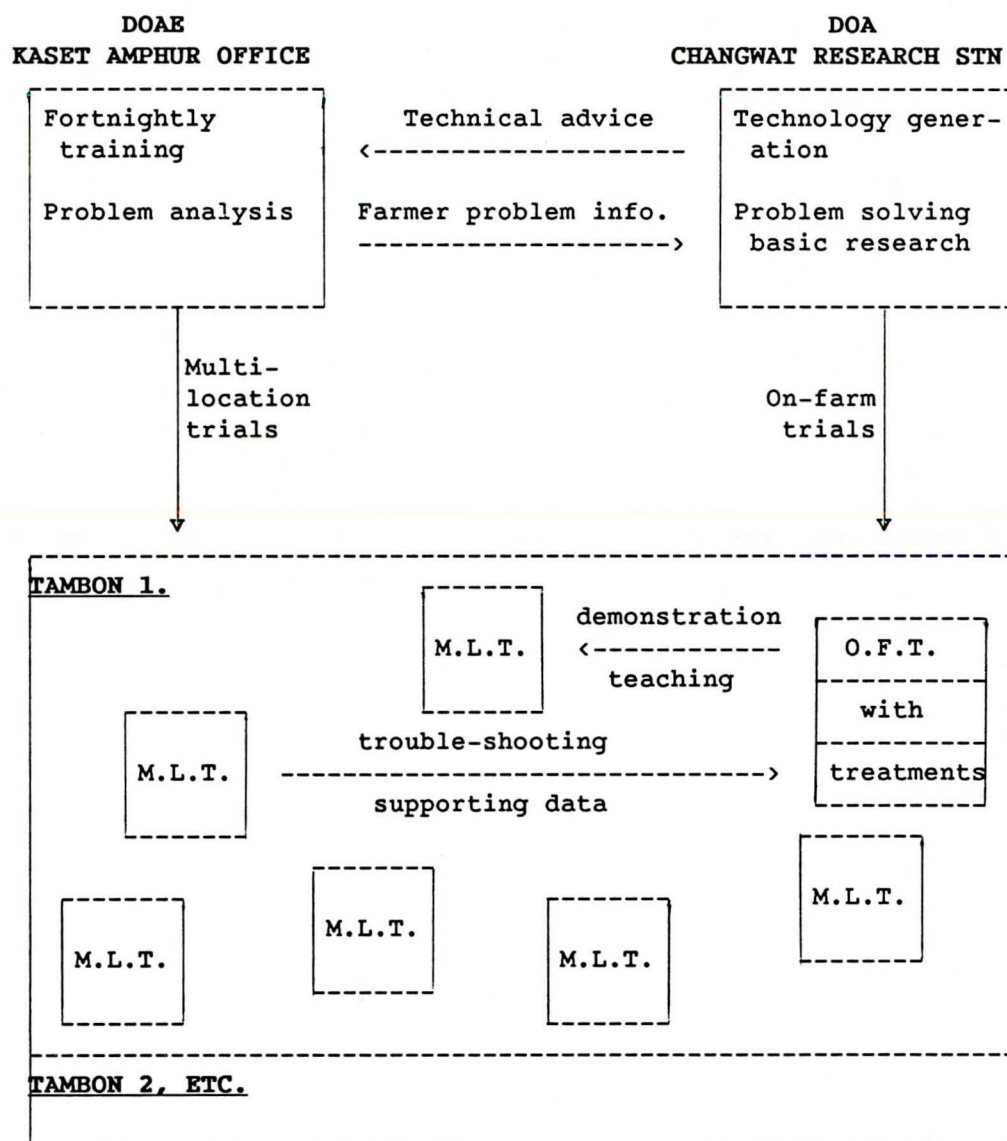 DOAE
KASET AMPHUR OFFICE
DOA
CHANGWAT RESEARCH STN
Fortnightly
training
Problem analysis
Technical advice
Farmer problem info.
Technology gener-
ation
Problem solving
basic research
Multi-
location
trials
On-farm
trials
TAMBON 1.
M.L.T.
demonstration
teaching
O.F.T.
with
treatments
M.L.T.
trouble-shooting
supporting data
M.L.T.
M.L.T.
M.L.T.
M.L.T.
TAMBON 2, ETC.